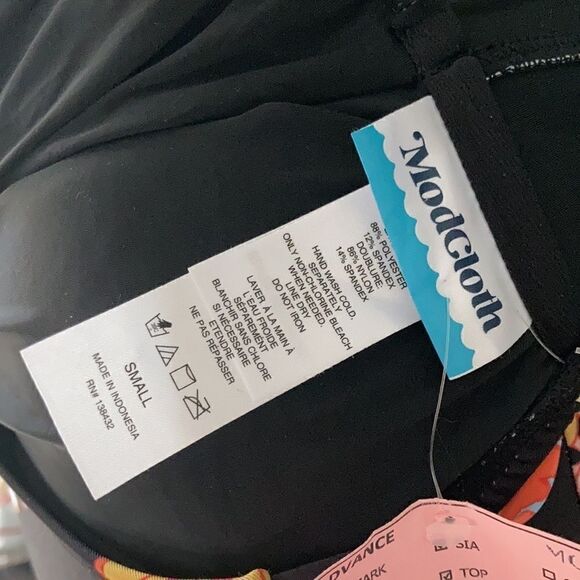 ModCloth
88% POLYESTER
12% SPANDEX
DOUBLURE:
86% NYLON
14% SPANDEX
HAND WASH COLD.
SEPARATELY
ONLY NON-CHLORINE BLEACH
WHEN NEEDED.
LINE DRY
DO NOT IRON
LAVER À LA MAIN À
L'EAU FROIDE
SÉPARÉMENT
BLANCHIR SANS CHLORE
SI NECESSAIRE
ETENDRE
NE PAS REPASSER
SMALL
MADE IN INDONESIA
RN# 138432
TOP